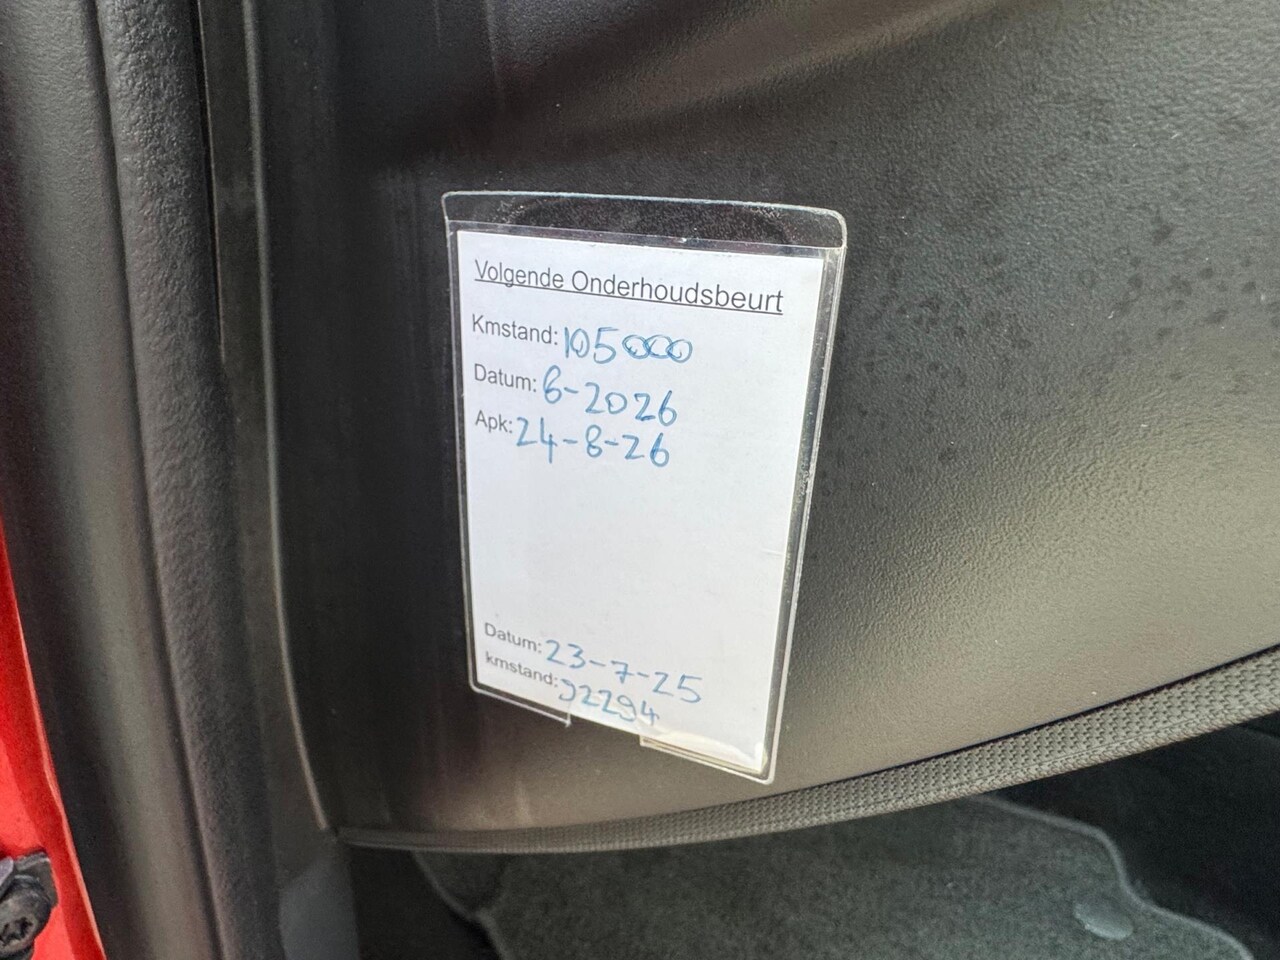 Volgende Onderhoudsbeurt
Kmstand: 105000
Datum: 6-2026
Apk: 24-8-26
Datum: 23-7-25
kmstand: 92294